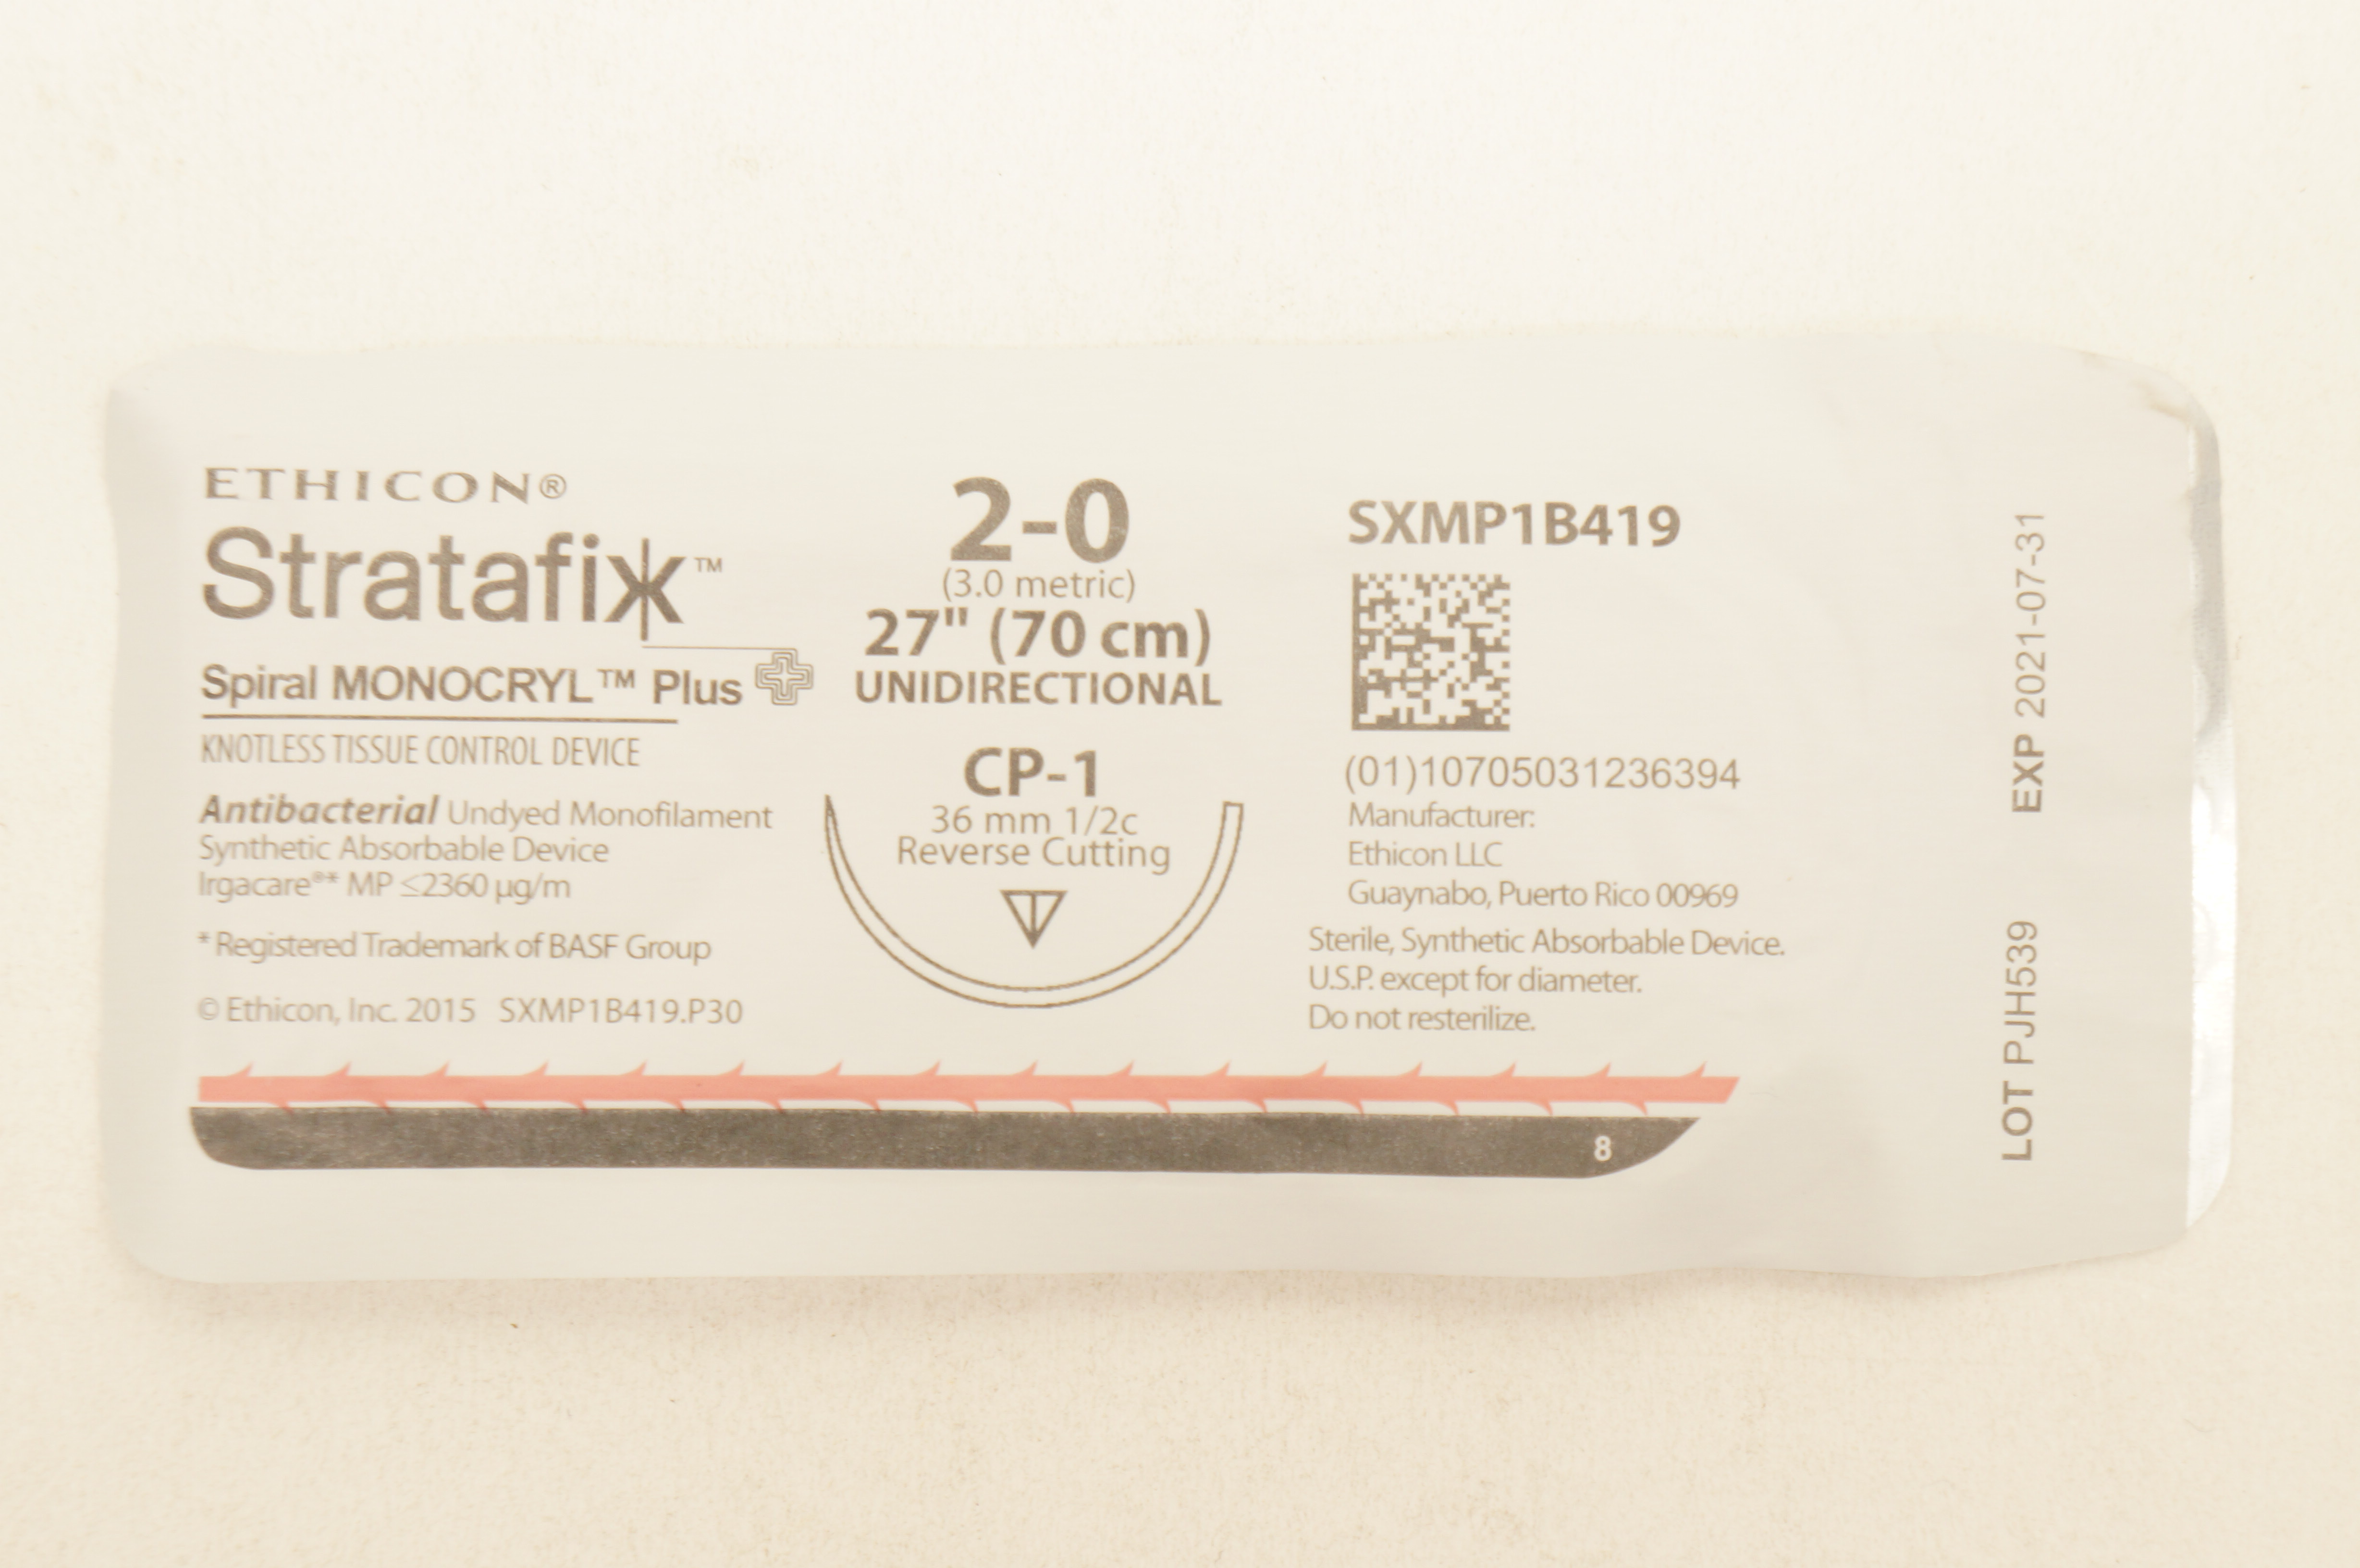 ETHICON®
Stratafix™
Spiral MONOCRYL™ Plus
KNOTLESS TISSUE CONTROL DEVICE
Antibacterial Undyed Monofilament
Synthetic Absorbable Device
Irgacare®* MP ≤2360 µg/m
* Registered Trademark of BASF Group
© Ethicon, Inc. 2015 SXMP1B419.P30
2-0
(3.0 metric)
27" (70 cm)
UNIDIRECTIONAL
CP-1
36 mm 1/2c
Reverse Cutting
SXMP1B419
(01)10705031236394
Manufacturer:
Ethicon LLC
Guaynabo, Puerto Rico 00969
Sterile, Synthetic Absorbable Device.
U.S.P. except for diameter.
Do not resterilize.
8
LOT PJH539 EXP 2021-07-31